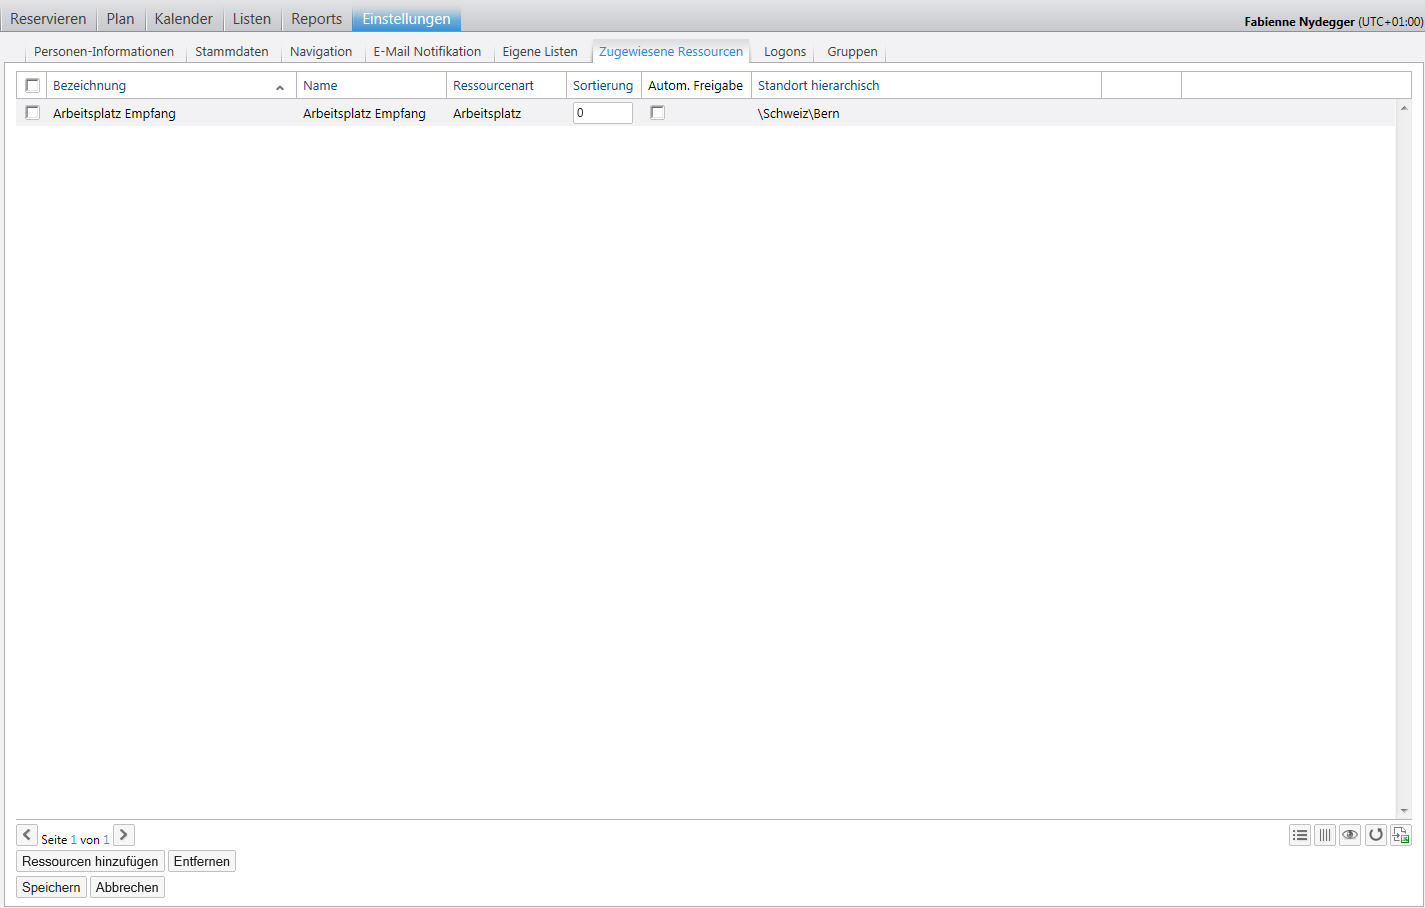 Reservieren Plan Kalender Listen Reports Einstellungen
Fabienne Nydegger (UTC+01:00)
Personen-Informationen Stammdaten Navigation E-Mail Notifikation Eigene Listen Zugewiesene Ressourcen Logons Gruppen
Bezeichnung Name Ressourcenart Sortierung Autom. Freigabe Standort hierarchisch
Arbeitsplatz Empfang Arbeitsplatz Empfang Arbeitsplatz 0 \Schweiz\Bern
Seite 1 von 1
Ressourcen hinzufügen Entfernen
Speichern Abbrechen